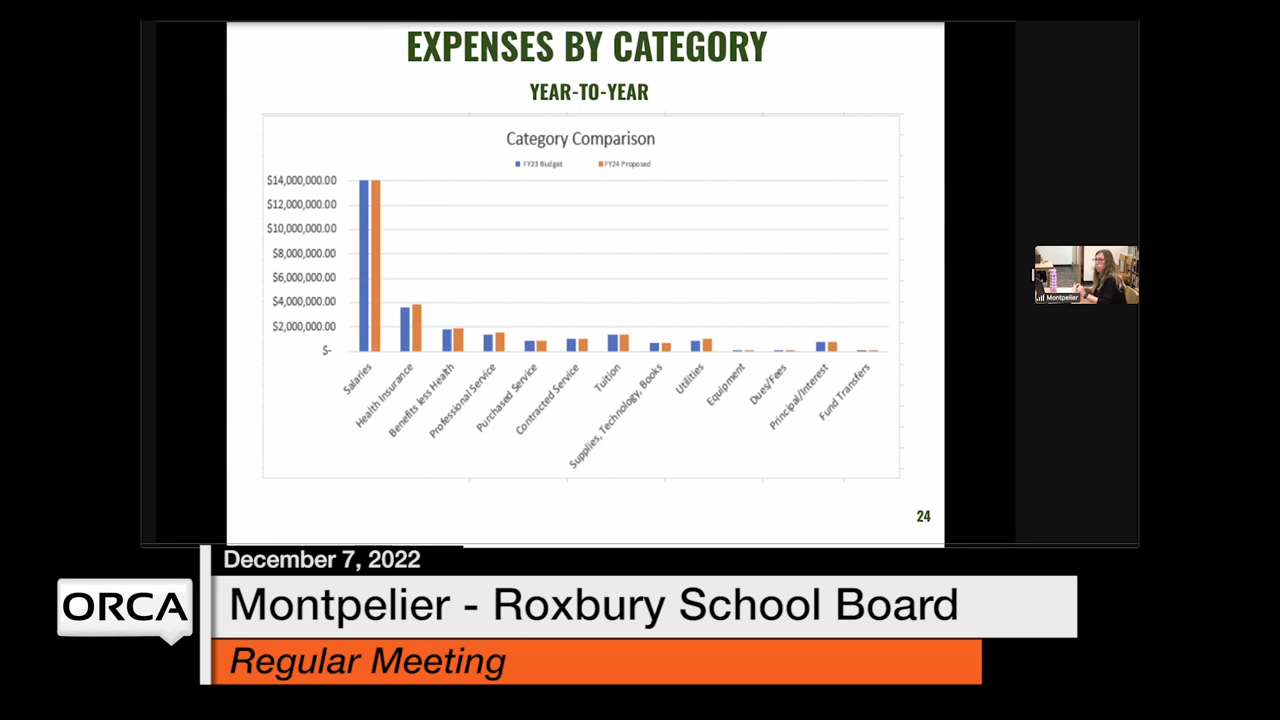 EXPENSES BY CATEGORY
YEAR-TO-YEAR
Category Comparison
FY23 Budget FY24 Proposed
$14,000,000.00
$12,000,000.00
$10,000,000.00
$8,000,000.00
$6,000,000.00
$4,000,000.00
$2,000,000.00
$-
Salaries
Health Insurance
Benefits less Health
Professional Service
Purchased Service
Contracted Service
Tuition
Supplies, Technology, Books
Utilities
Equipment
Dues/Fees
Principal/Interest
Fund Transfers
24
Montpelier
December 7, 2022
ORCA
Montpelier - Roxbury School Board
Regular Meeting